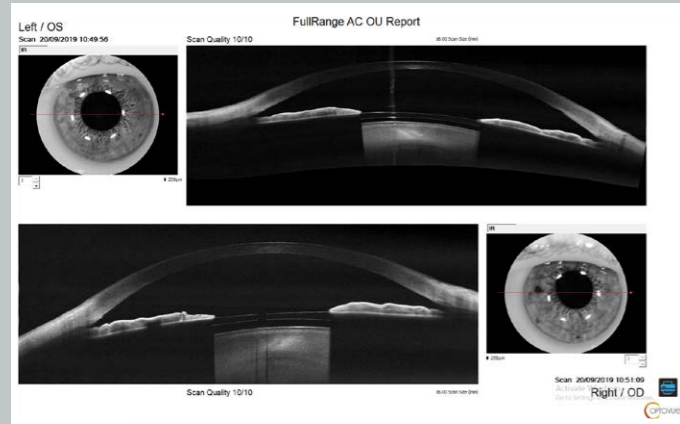 FullRange AC OU Report
Left / OS
Scan 20/09/2019 10:49:56
Scan Quality 10/10
IR
IR
Scan Quality 10/10
Scan 20/09/2019 10:51:09
Right / OD
OPTOVUE